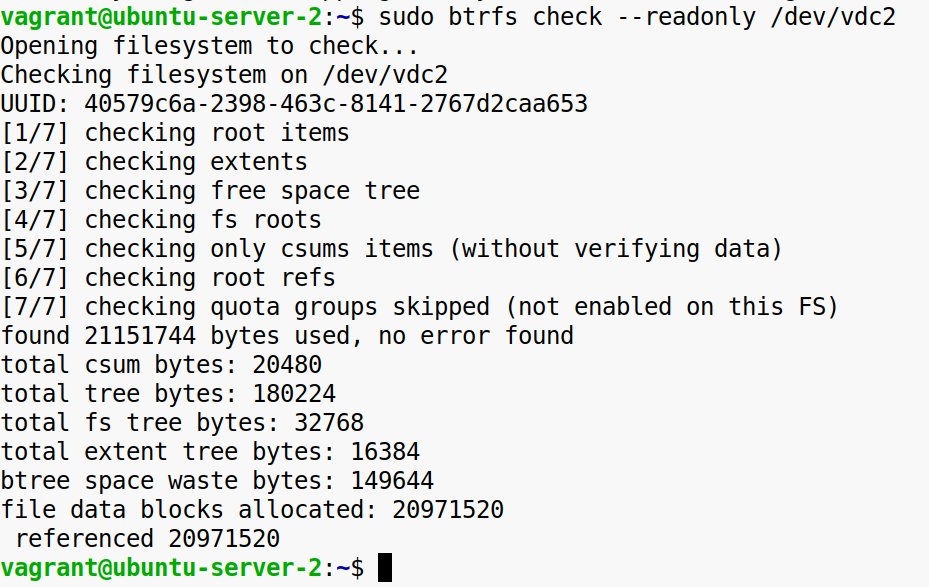 vagrant@ubuntu-server-2:~$ sudo btrfs check --readonly /dev/vdc2
Opening filesystem to check...
Checking filesystem on /dev/vdc2
UUID: 40579c6a-2398-463c-8141-2767d2caa653
[1/7] checking root items
[2/7] checking extents
[3/7] checking free space tree
[4/7] checking fs roots
[5/7] checking only csums items (without verifying data)
[6/7] checking root refs
[7/7] checking quota groups skipped (not enabled on this FS)
found 21151744 bytes used, no error found
total csum bytes: 20480
total tree bytes: 180224
total fs tree bytes: 32768
total extent tree bytes: 16384
btree space waste bytes: 149644
file data blocks allocated: 20971520
 referenced 20971520
vagrant@ubuntu-server-2:~$